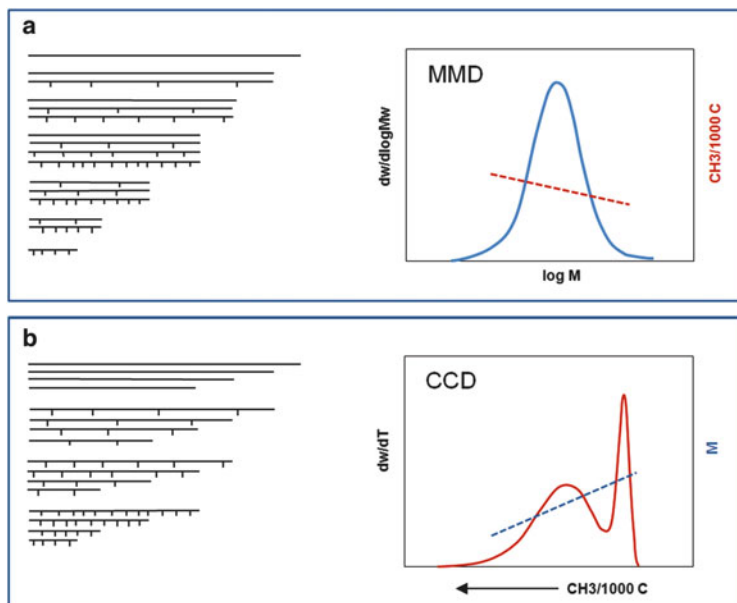 a
MMD
dw/dlogMw
CH3/1000 C
log M
b
CCD
dw/dT
M
CH3/1000 C